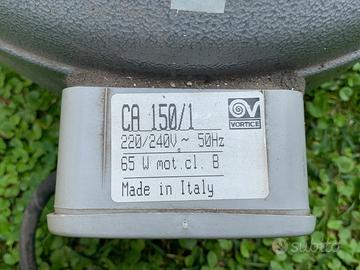 CA 150/1
220/240V ~ 50Hz
65 W mot.cl. B
Made in Italy
VORTICE
subito